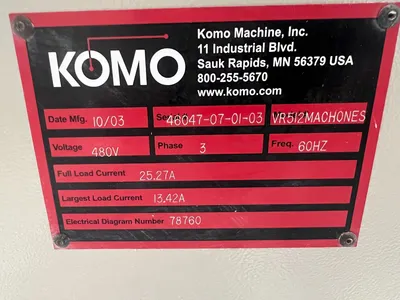 KOMO
Komo Machine, Inc.
11 Industrial Blvd.
Sauk Rapids, MN 56379 USA
800-255-5670
www.komo.com
Date Mfg. 10/03 46047-07-01-03 VR512MACHONES
Voltage 480V Phase 3 Freq. 60HZ
Full Load Current 25.27A
Largest Load Current 13.42A
Electrical Diagram Number 78760